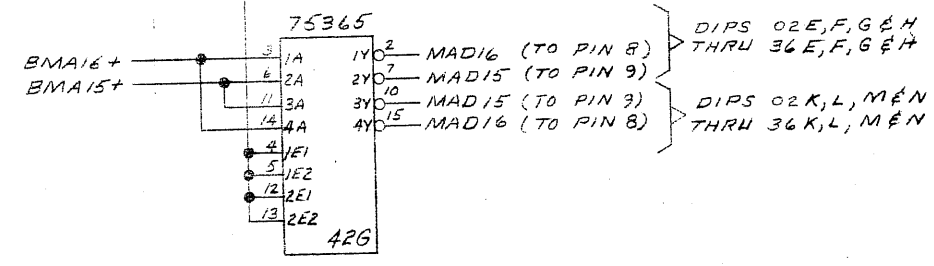 75365
DIPS 02E,F,G & H
THRU 36E,F,G & H
BMA16+
3 1A
1Y 2 MAD16 (TO PIN 8)
BMA15+
6 2A
2Y 7 MAD15 (TO PIN 9)
11 3A
3Y 10 MAD15 (TO PIN 9)
DIPS 02K,L,M & N
14 4A
4Y 15 MAD16 (TO PIN 8)
THRU 36K,L,M & N
4 1E1
5 1E2
12 2E1
13 2E2
42G